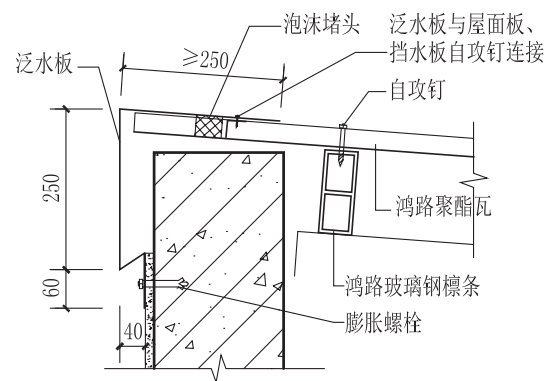 泡沫堵头
泛水板与屋面板、
挡水板自攻钉连接
泛水板
≥250
自攻钉
250
鸿路聚酯瓦
60
鸿路玻璃钢檩条
40
膨胀螺栓